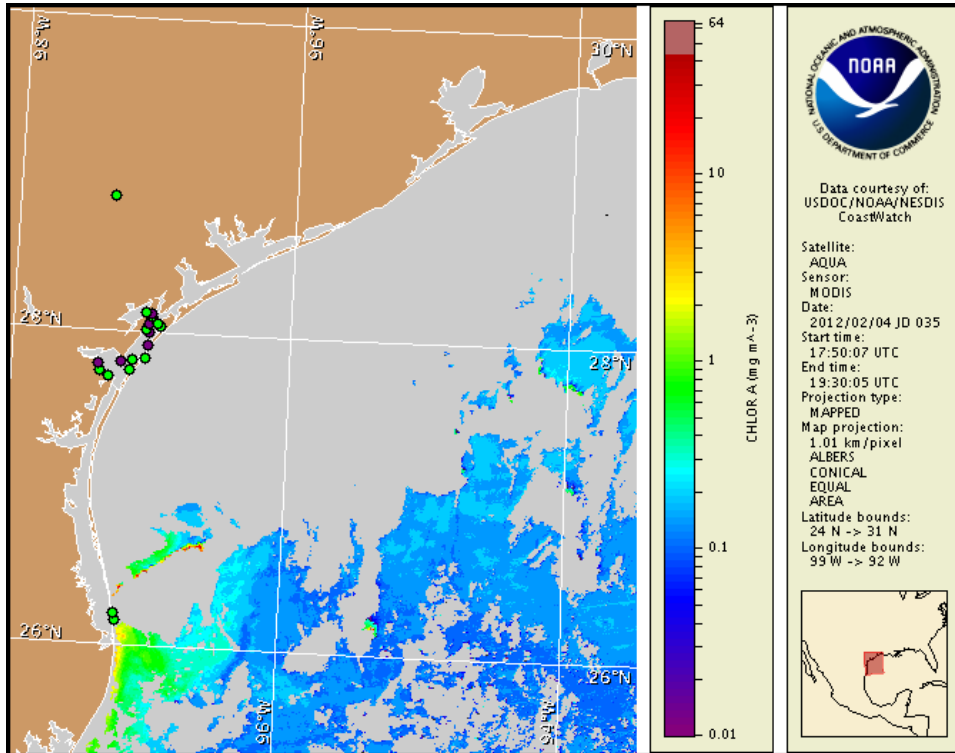 98°W
96°W
30°N
28°N
28°N
26°N
26°N
96°W
94°W
64
10
1
0.1
0.01
CHLOR A (mg m^-3)
NATIONAL OCEANIC AND ATMOSPHERIC ADMINISTRATION
NOAA
U.S. DEPARTMENT OF COMMERCE
Data courtesy of:
USDOC/NOAA/NESDIS
CoastWatch
Satellite:
AQUA
Sensor:
MODIS
Date:
2012/02/04 JD 035
Start time:
17:50:07 UTC
End time:
19:30:05 UTC
Projection type:
MAPPED
Map projection:
1.01 km/pixel
ALBERS
CONICAL
EQUAL
AREA
Latitude bounds:
24 N -> 31 N
Longitude bounds:
99 W -> 92 W